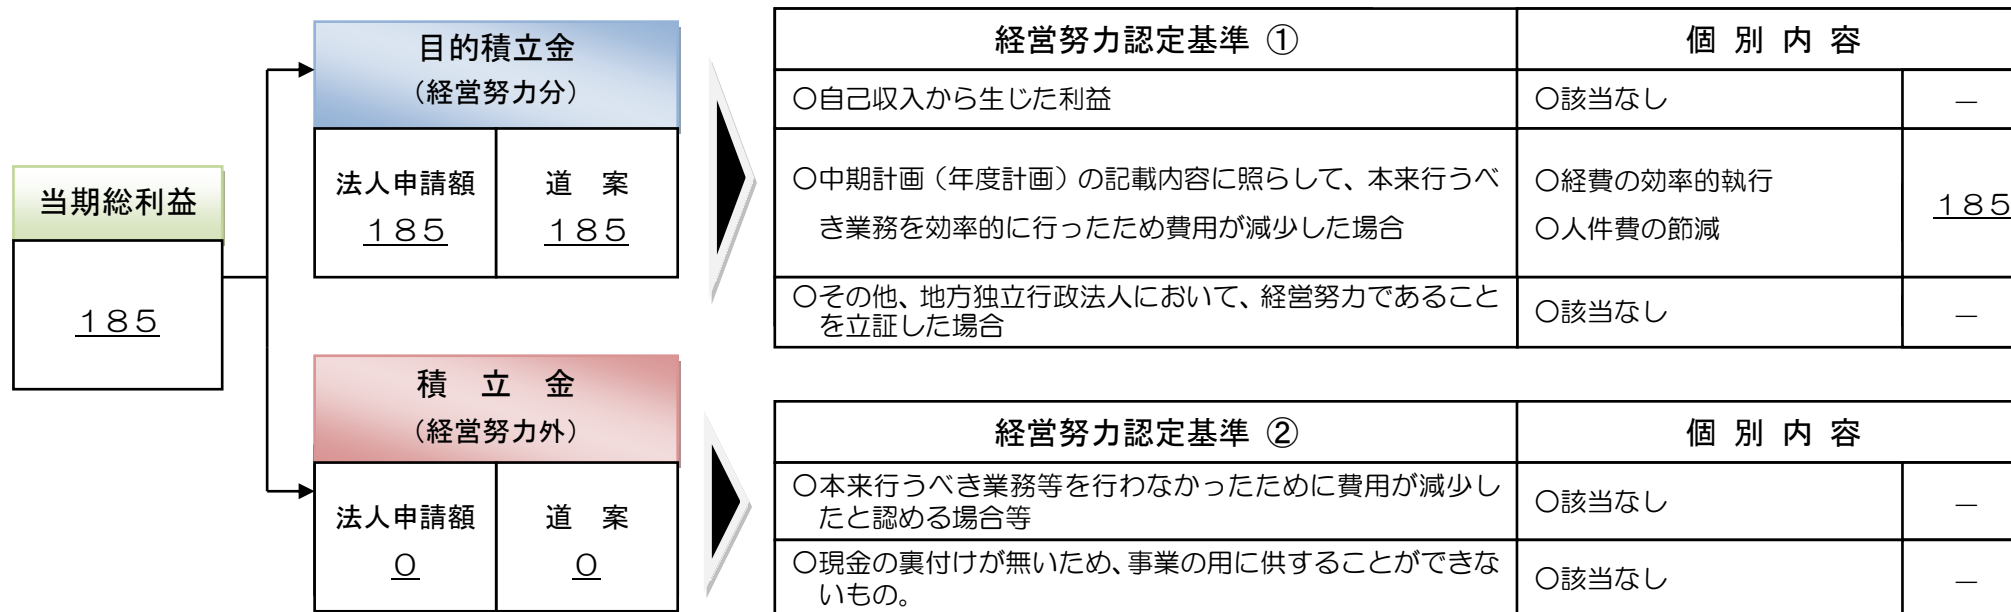 当期総利益
185
目的積立金
(経営努力分)
法人申請額
185
道　案
185
経営努力認定基準 ①
個 別 内 容
○自己収入から生じた利益
○該当なし
－
○中期計画(年度計画)の記載内容に照らして、本来行うべ
き業務を効率的に行ったため費用が減少した場合
○経費の効率的執行
○人件費の節減
185
○その他、地方独立行政法人において、経営努力であること
を立証した場合
○該当なし
－
積　立　金
(経営努力外)
法人申請額
0
道　案
0
経営努力認定基準 ②
個 別 内 容
○本来行うべき業務等を行わなかったために費用が減少し
たと認める場合等
○該当なし
－
○現金の裏付けが無いため、事業の用に供することができな
いもの。
○該当なし
－